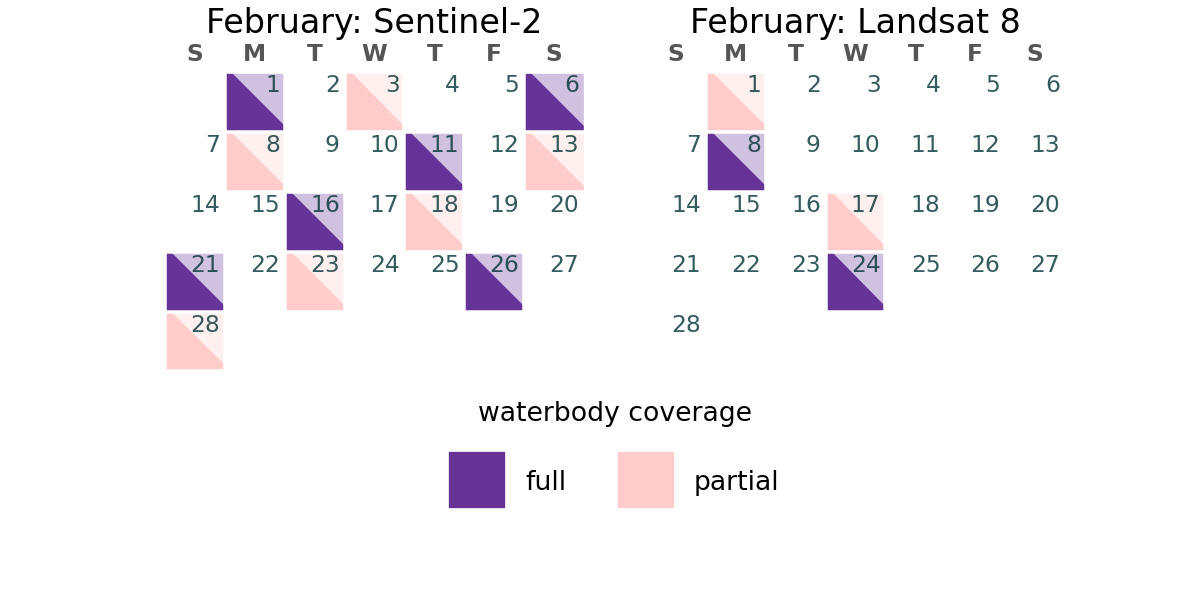 February: Sentinel-2
S M T W T F S
1 2 3 4 5 6
7 8 9 10 11 12 13
14 15 16 17 18 19 20
21 22 23 24 25 26 27
28
February: Landsat 8
S M T W T F S
1 2 3 4 5 6
7 8 9 10 11 12 13
14 15 16 17 18 19 20
21 22 23 24 25 26 27
28
waterbody coverage
full partial